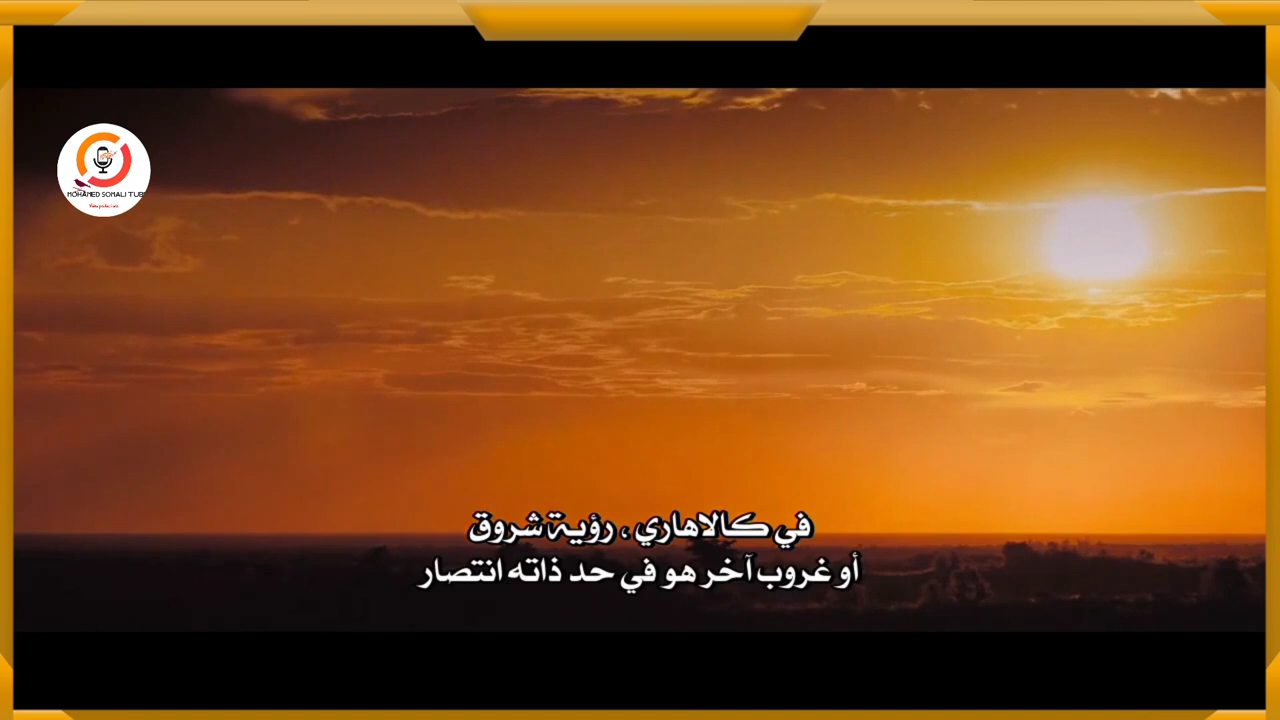 MOHAMED SOMALI TUB
في كالاهاري ، رؤية شروق
أو غروب آخر هو في حد ذاته انتصار